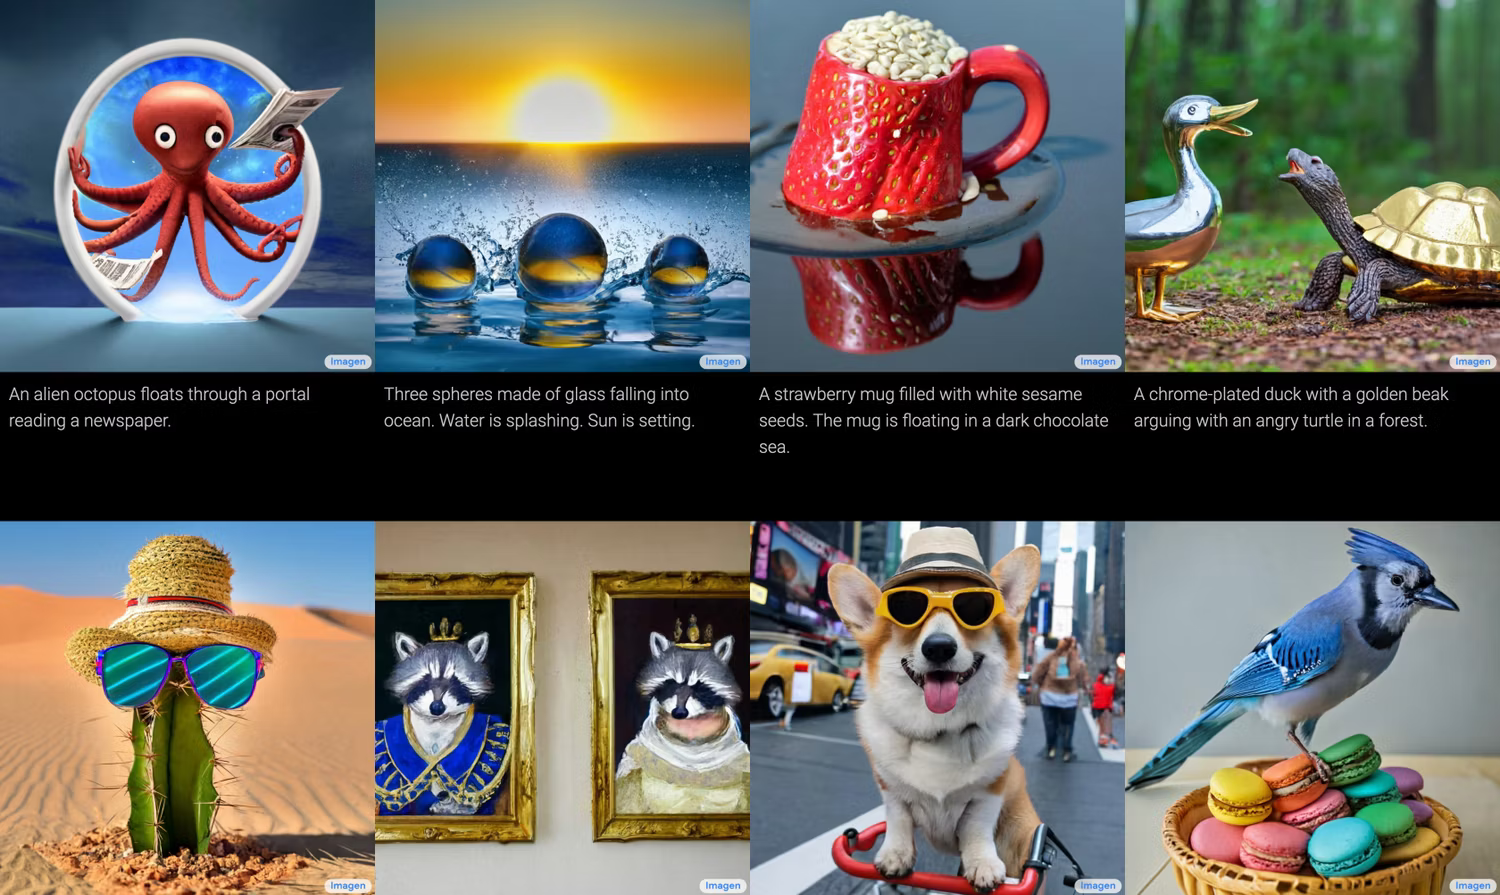 Imagen
Imagen
Imagen
Imagen
An alien octopus floats through a portal
reading a newspaper.
Three spheres made of glass falling into
ocean. Water is splashing. Sun is setting.
A strawberry mug filled with white sesame
seeds. The mug is floating in a dark chocolate
sea.
A chrome-plated duck with a golden beak
arguing with an angry turtle in a forest.
Imagen
Imagen
Imagen
Imagen